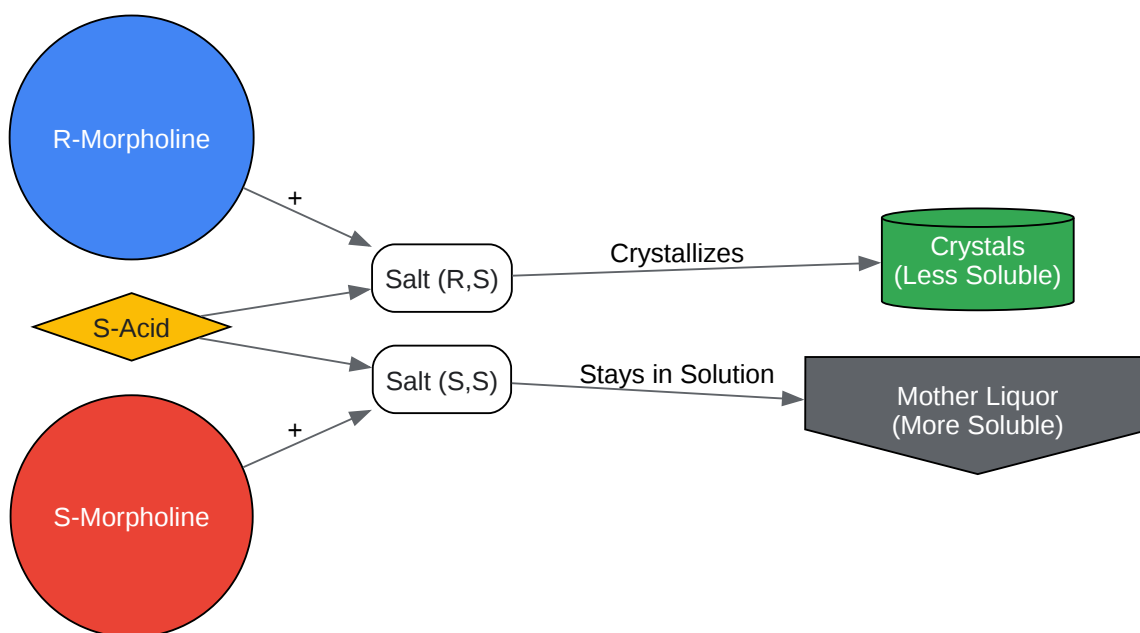 R-Morpholine
+
Salt (R,S)
Crystallizes
Crystals
(Less Soluble)
S-Acid
Salt (S,S)
Stays in Solution
Mother Liquor
(More Soluble)
+
S-Morpholine